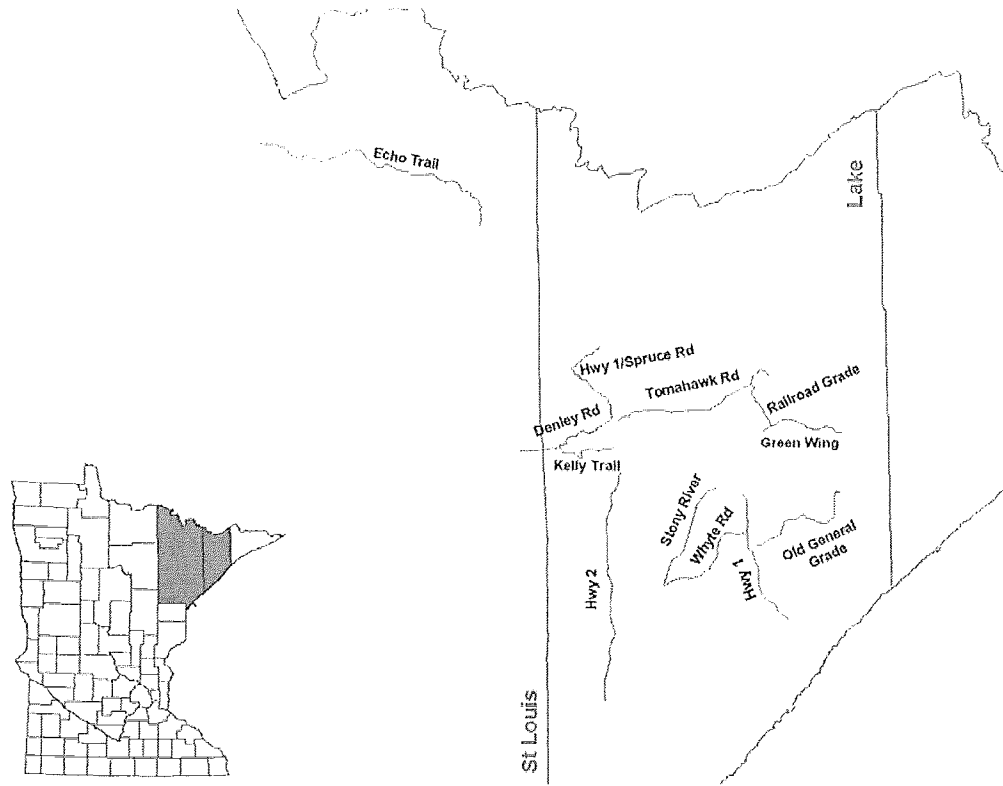 Echo Trail
Lake
Hwy 1/Spruce Rd
Tomahawk Rd
Railroad Grade
Denley Rd
Green Wing
Kelly Trail
Stony River
Whyte Rd
Old General
Grade
Hwy 1
Hwy 2
St Louis